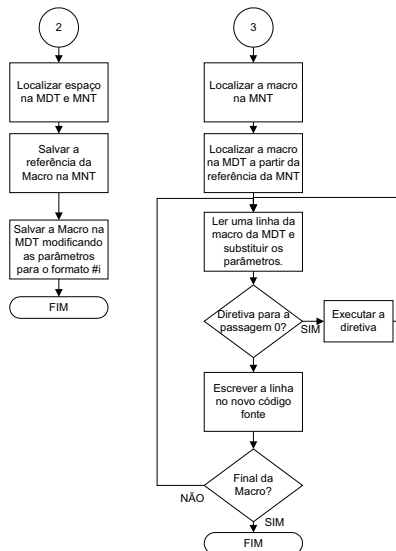 2
Localizar espaço
na MDT e MNT
Salvar a
referência da
Macro na MNT
Salvar a Macro na
MDT modificando
as parâmetros
para o formato #i
FIM
3
Localizar a macro
na MNT
Localizar a macro
na MDT a partir da
referência da MNT
Ler uma linha da
macro da MDT e
substituir os
parâmetros.
Diretiva para a
passagem 0?
SIM
Executar a
diretiva
Escrever a linha
no novo código
fonte
Final da
Macro?
NÃO
SIM
FIM